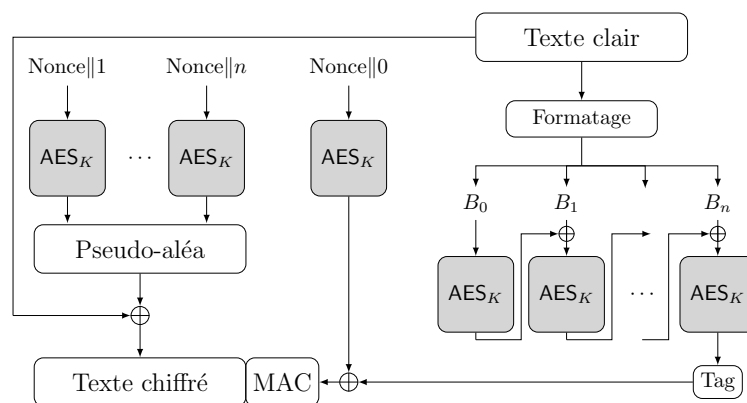 Texte clair
Nonce‖1 Nonce‖n Nonce‖0
Formatage
AES_K ... AES_K AES_K
B_0 B_1 B_n
Pseudo-aléa
AES_K AES_K ... AES_K
Texte chiffré MAC Tag